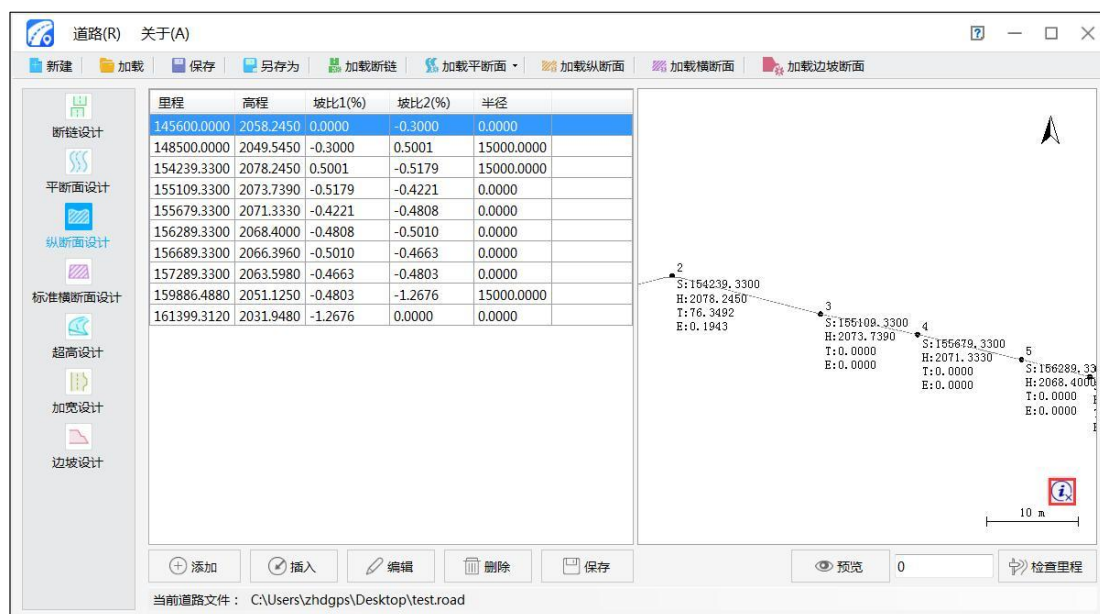 道路(R) 关于(A)
新建 加载 保存 另存为 加载断链 加载平断面 加载纵断面 加载横断面 加载边坡断面
断链设计
平断面设计
纵断面设计
标准横断面设计
超高设计
加宽设计
边坡设计
里程 高程 坡比1(%) 坡比2(%) 半径
145600.0000 2058.2450 0.0000 -0.3000 0.0000
148500.0000 2049.5450 -0.3000 0.5001 15000.0000
154239.3300 2078.2450 0.5001 -0.5179 15000.0000
155109.3300 2073.7390 -0.5179 -0.4221 0.0000
155679.3300 2071.3330 -0.4221 -0.4808 0.0000
156289.3300 2068.4000 -0.4808 -0.5010 0.0000
156689.3300 2066.3960 -0.5010 -0.4663 0.0000
157289.3300 2063.5980 -0.4663 -0.4803 0.0000
159886.4880 2051.1250 -0.4803 -1.2676 15000.0000
161399.3120 2031.9480 -1.2676 0.0000 0.0000
2
S:154239.3300
H:2078.2450
T:76.3492
E:0.1943
3
S:155109.3300
H:2073.7390
T:0.0000
E:0.0000
4
S:155679.3300
H:2071.3330
T:0.0000
E:0.0000
5
S:156289.33
H:2068.4000
T:0.0000
E:0.0000
10 m
添加 插入 编辑 删除 保存 预览 0 检查里程
当前道路文件： C:\Users\zhdgps\Desktop\test.road